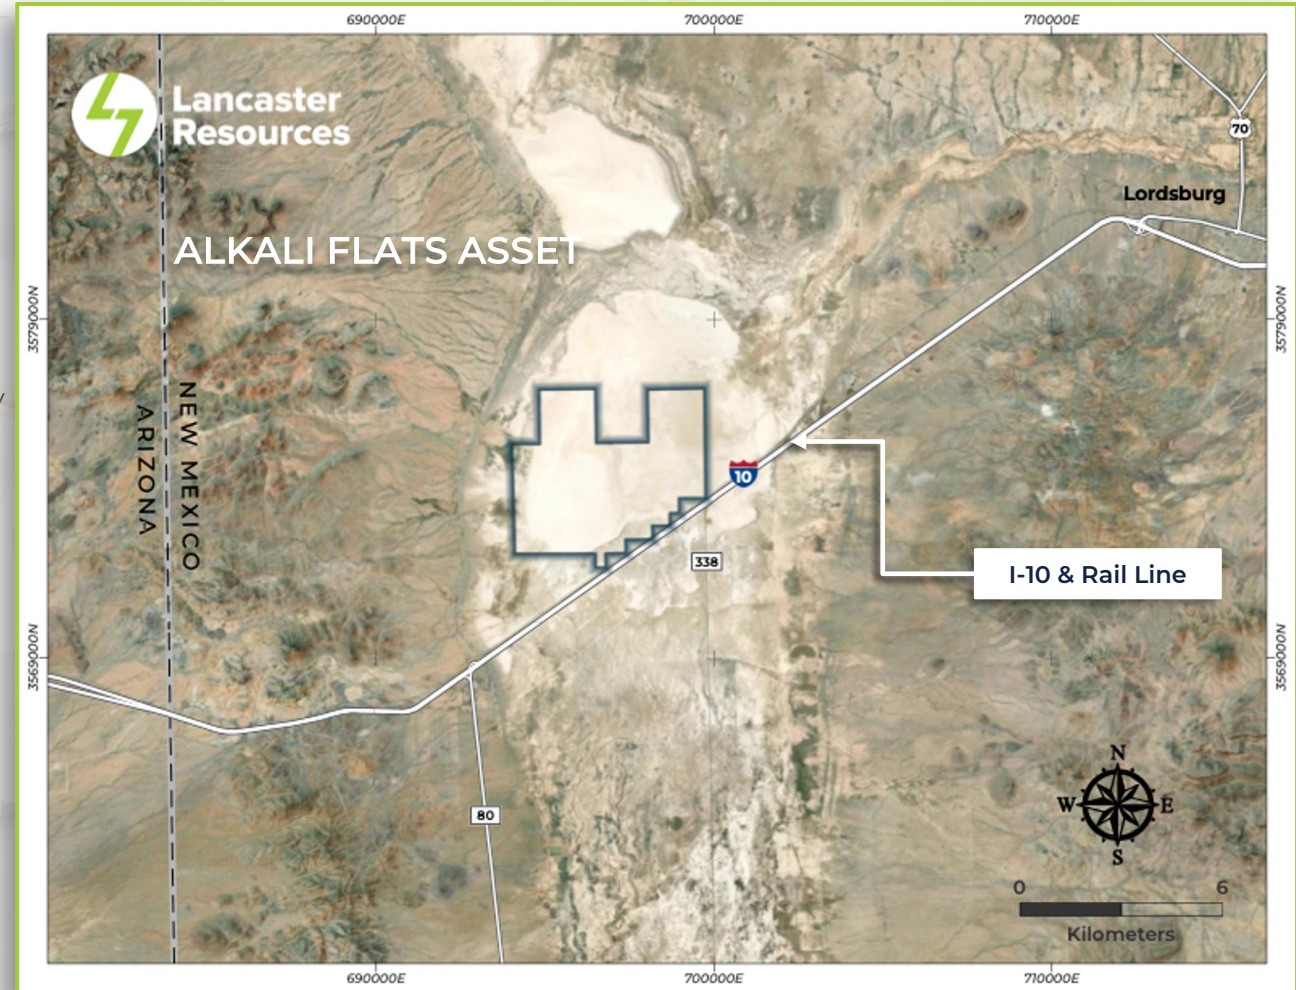 690000E
700000E
710000E
Lancaster
Resources
70
Lordsburg
ALKALI FLATS ASSET
3579000N
3579000N
NEW MEXICO
ARIZONA
10
338
I-10 & Rail Line
3569000N
3569000N
N
W
E
S
80
0
6
Kilometers
690000E
700000E
710000E